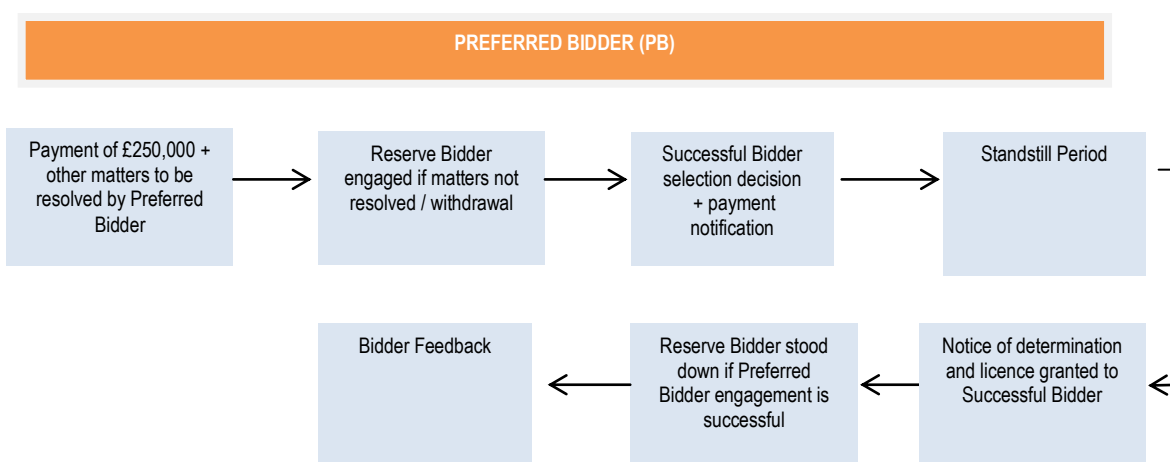 PREFERRED BIDDER (PB)
Payment of £250,000 +
other matters to be
resolved by Preferred
Bidder
Reserve Bidder
engaged if matters not
resolved / withdrawal
Successful Bidder
selection decision
+ payment
notification
Standstill Period
Notice of determination
and licence granted to
Successful Bidder
Reserve Bidder stood
down if Preferred
Bidder engagement is
successful
Bidder Feedback